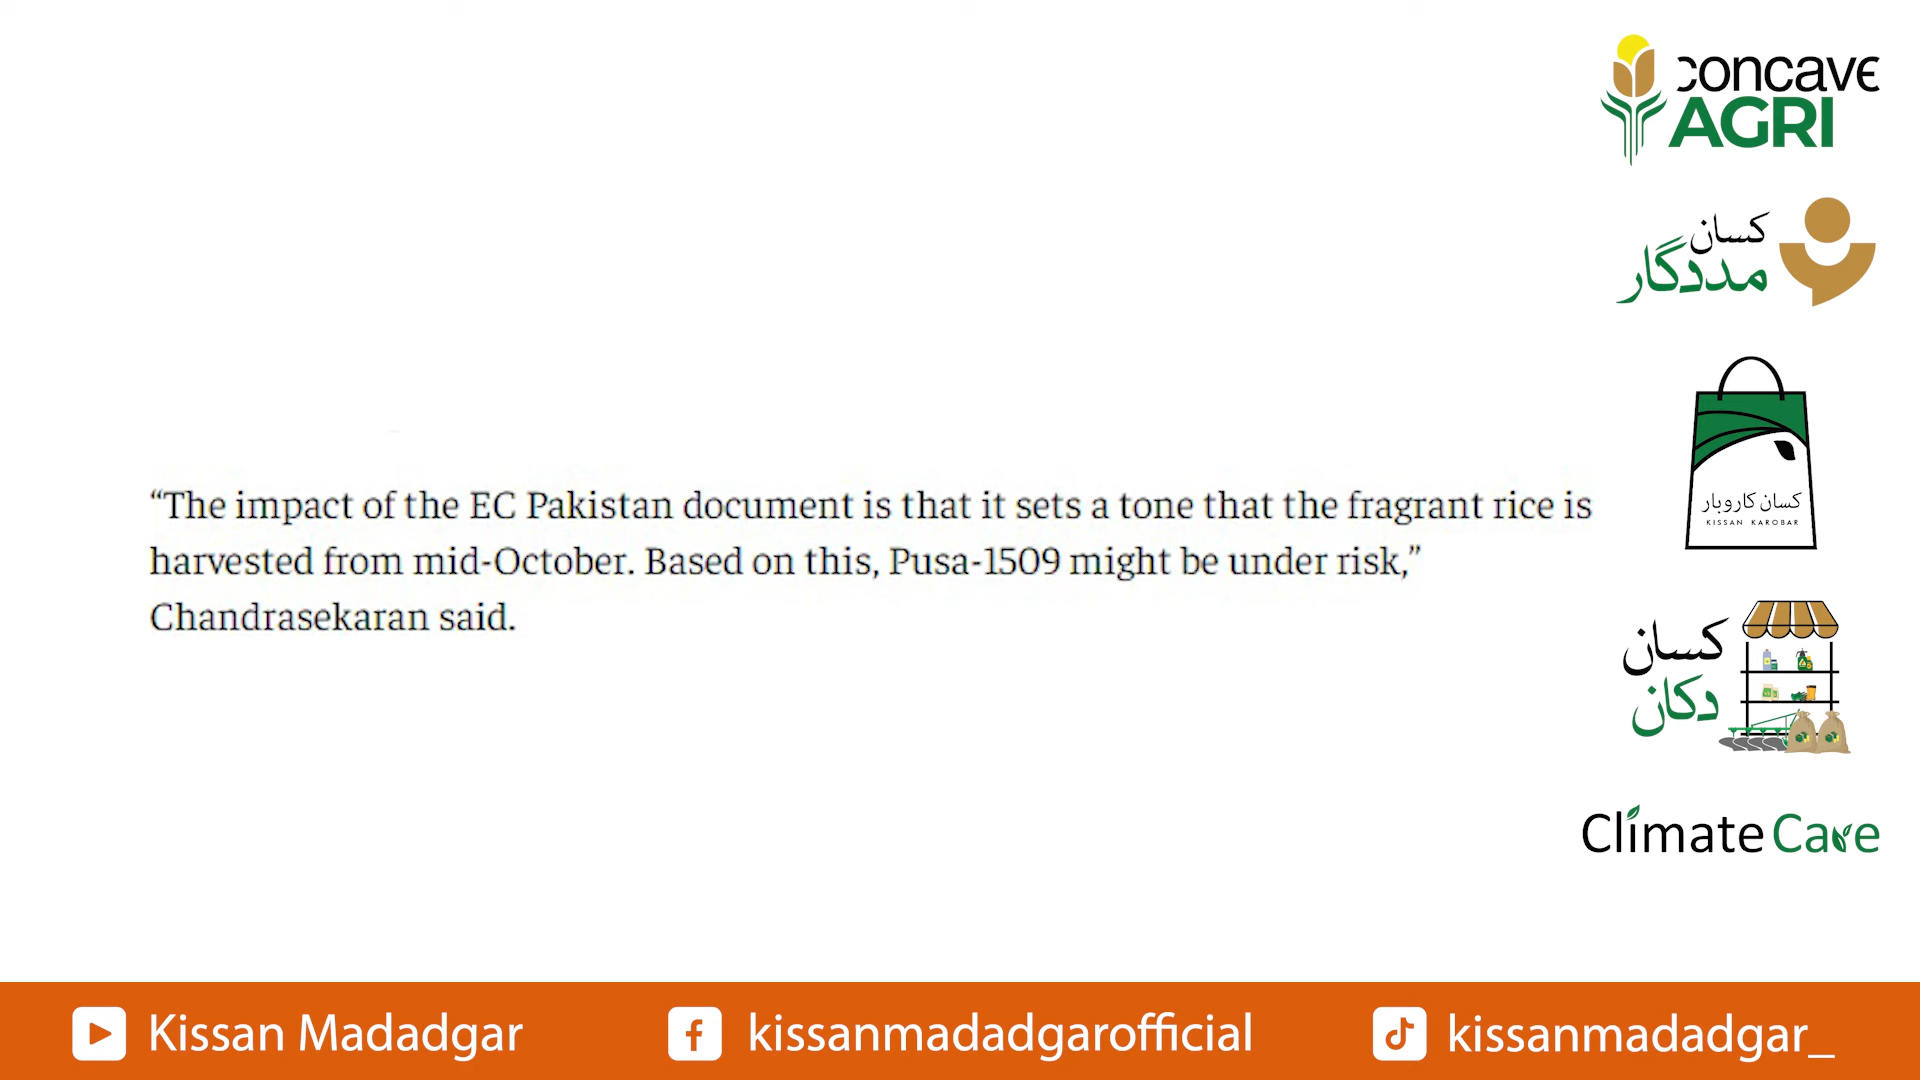 “The impact of the EC Pakistan document is that it sets a tone that the fragrant rice is
harvested from mid-October. Based on this, Pusa-1509 might be under risk,”
Chandrasekaran said.
concave
AGRI
کسان
مددگار
کسان کاروبار
KISSAN KAROBAR
کسان
دکان
Climate Care
Kissan Madadgar
kissanmadadgarofficial
kissanmadadgar_